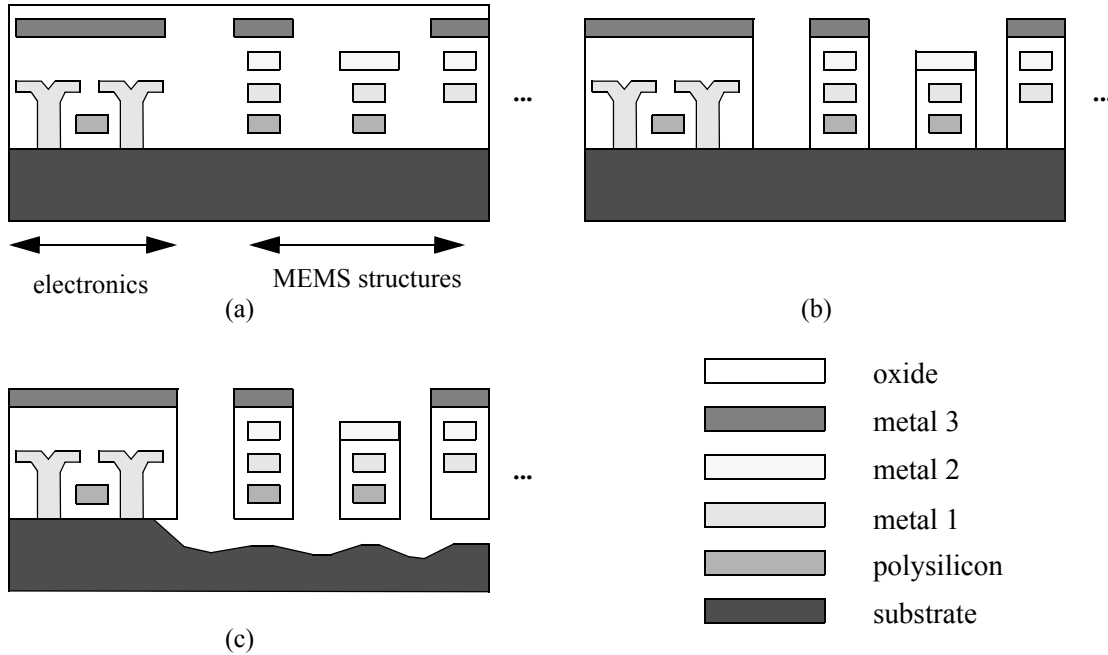 ...
...
electronics
MEMS structures
(a)
(b)
oxide
metal 3
metal 2
metal 1
polysilicon
substrate
...
(c)